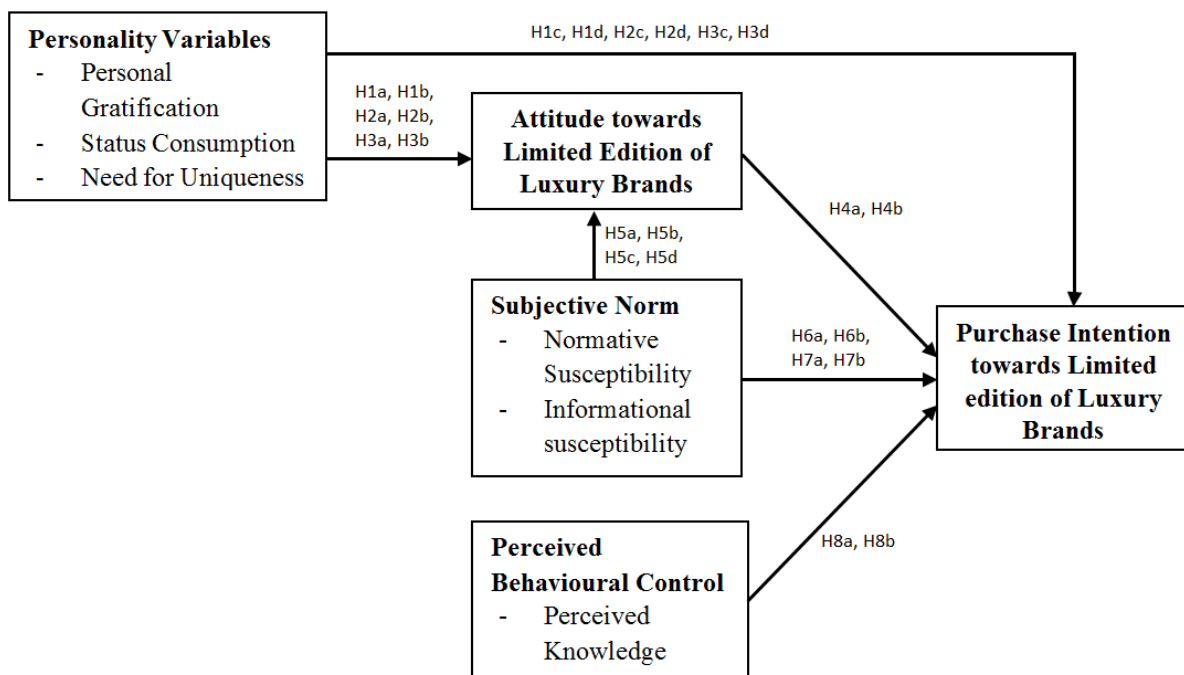 Personality Variables
- Personal
Gratification
- Status Consumption
- Need for Uniqueness
H1c, H1d, H2c, H2d, H3c, H3d
H1a, H1b,
H2a, H2b,
H3a, H3b
Attitude towards
Limited Edition of
Luxury Brands
H4a, H4b
H5a, H5b,
H5c, H5d
Subjective Norm
- Normative
Susceptibility
- Informational
susceptibility
H6a, H6b,
H7a, H7b
Purchase Intention
towards Limited
edition of Luxury
Brands
H8a, H8b
Perceived
Behavioural Control
- Perceived
Knowledge